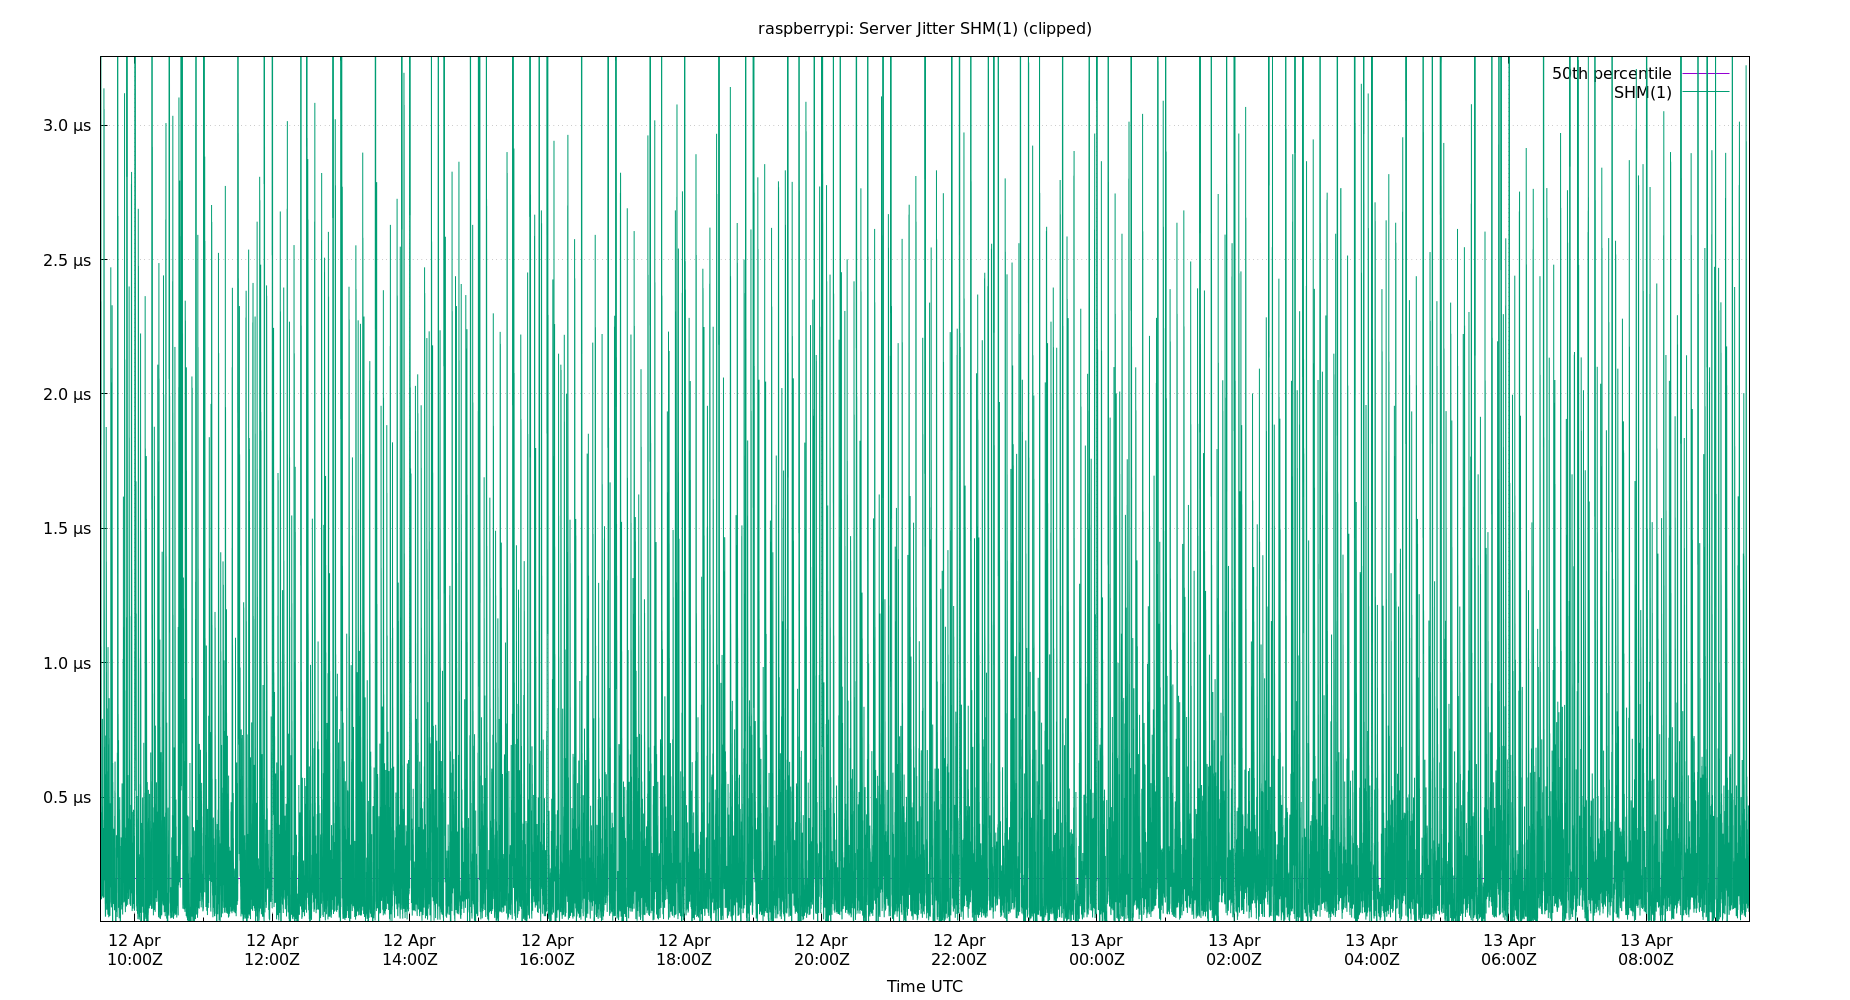 raspberrypi: Server Jitter SHM(1) (clipped)
50th percentile
SHM(1)
3.0 µs
2.5 µs
2.0 µs
1.5 µs
1.0 µs
0.5 µs
12 Apr 12 Apr 12 Apr 12 Apr 12 Apr 12 Apr 12 Apr 13 Apr 13 Apr 13 Apr 13 Apr 13 Apr
10:00Z 12:00Z 14:00Z 16:00Z 18:00Z 20:00Z 22:00Z 00:00Z 02:00Z 04:00Z 06:00Z 08:00Z
Time UTC